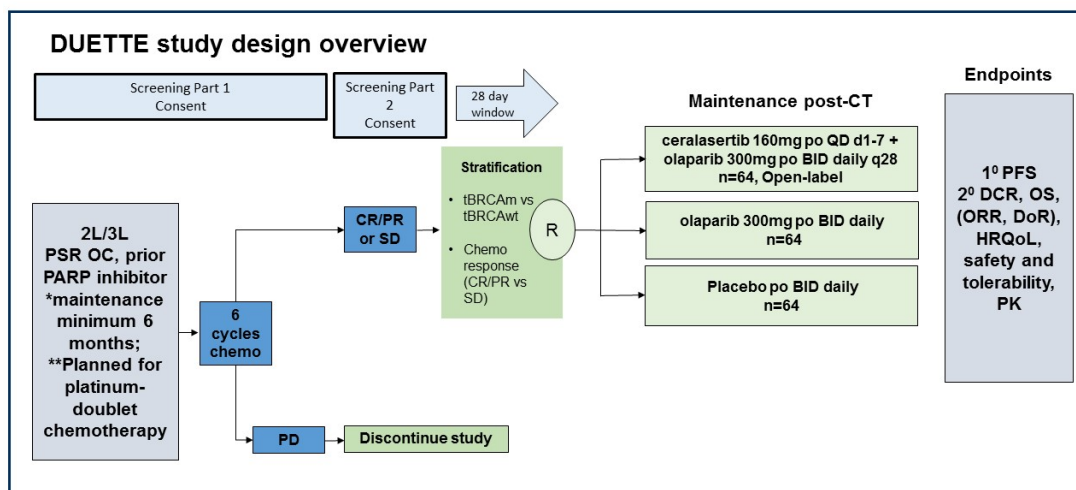 DUETTE study design overview
Screening Part 1
Consent
Screening Part
2
Consent
28 day
window
2L/3L
PSR OC, prior
PARP inhibitor
*maintenance
minimum 6
months;
**Planned for
platinum-
doublet
chemotherapy
6
cycles
chemo
CR/PR
or SD
PD
Discontinue study
Stratification
• tBRCAm vs
tBRCAwt
• Chemo
response
(CR/PR vs
SD)
R
Maintenance post-CT
ceralasertib 160mg po QD d1-7 +
olaparib 300mg po BID daily q28
n=64, Open-label
olaparib 300mg po BID daily
n=64
Placebo po BID daily
n=64
Endpoints
1⁰ PFS
2⁰ DCR, OS,
(ORR, DoR),
HRQoL,
safety and
tolerability,
PK